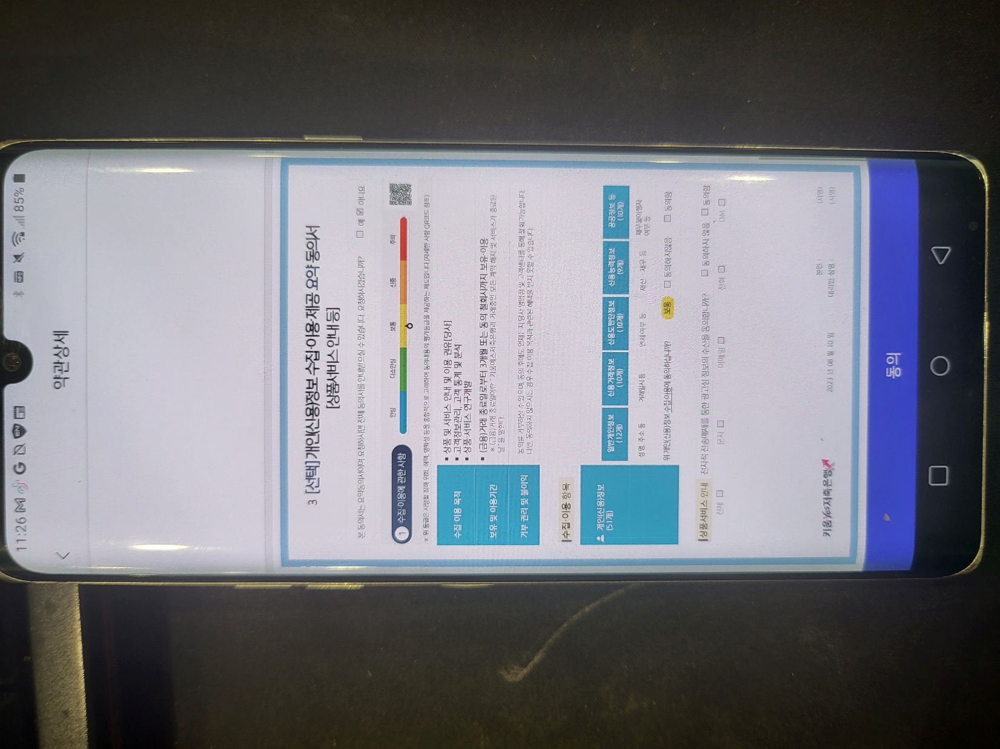 11:26 M G 85%
약관상세
3 [선택] 개인(신용)정보 수집·이용·제공 요약 동의서
[상품서비스 안내 등]
본 동의서는 요약동의서이며 요청하시면 전체 동의서를 안내받으실 수 있습니다. 요청하시겠습니까? 예 아니요
1 수집·이용에 관한 사항
안심 다소안심 보통 신중 주의
※ 위 등급은 사생활 침해 위험, 혜택, 명확성 등을 종합적으로 고려하여 동의내용의 평가등급을 제공하는 제도입니다.(자세한 사항 QR코드 참조)
수집·이용 목적
▪ 상품 및 서비스 안내 및 이용 권유[당사]
▪ 고객정보관리, 고객 통계 및 분석
▪ 상품·서비스 연구개발
보유 및 이용기간
▪ (금융)거래 종료일로부터 3개월 또는 동의 철회시까지 보유·이용
※ (금융)거래 종료일이란 "키움예스저축은행과 거래중인 모든 계약 해지 및 서비스가 종료된
날"을 말한다.
거부 권리 및 불이익
동의를 거부하실 수 있으며, 동의 후에도 언제든지 당사 영업점 및 고객센터를 통해 철회 가능합니다.
다만, 동의하지 않으시는 경우 수집·이용 목적과 관련된 혜택을 받지 못할 수 있습니다.
수집·이용 항목
개인(신용)정보
(51개)
일반개인정보
(12개)
신용거래정보
(10개)
신용도판단정보
(10개)
신용능력정보
(9개)
공공정보 등
(10개)
성명, 주소 등
거래일시 등
연체여부 등
재산·채무 등
채무불이행자
여부 등
위 개인(신용)정보 수집·이용에 동의하십니까? 보통 동의하지않음 동의함
상품서비스 안내
전자적 전송매체를 통한 광고성 정보의 수신을 동의합니까? 동의하지 않음 동의함
전체 문자 이메일 전화 DM
2023 년 08 월 10 일
본인 : (서명)
대리인 성명 : (서명)
키움Yes저축은행
동의